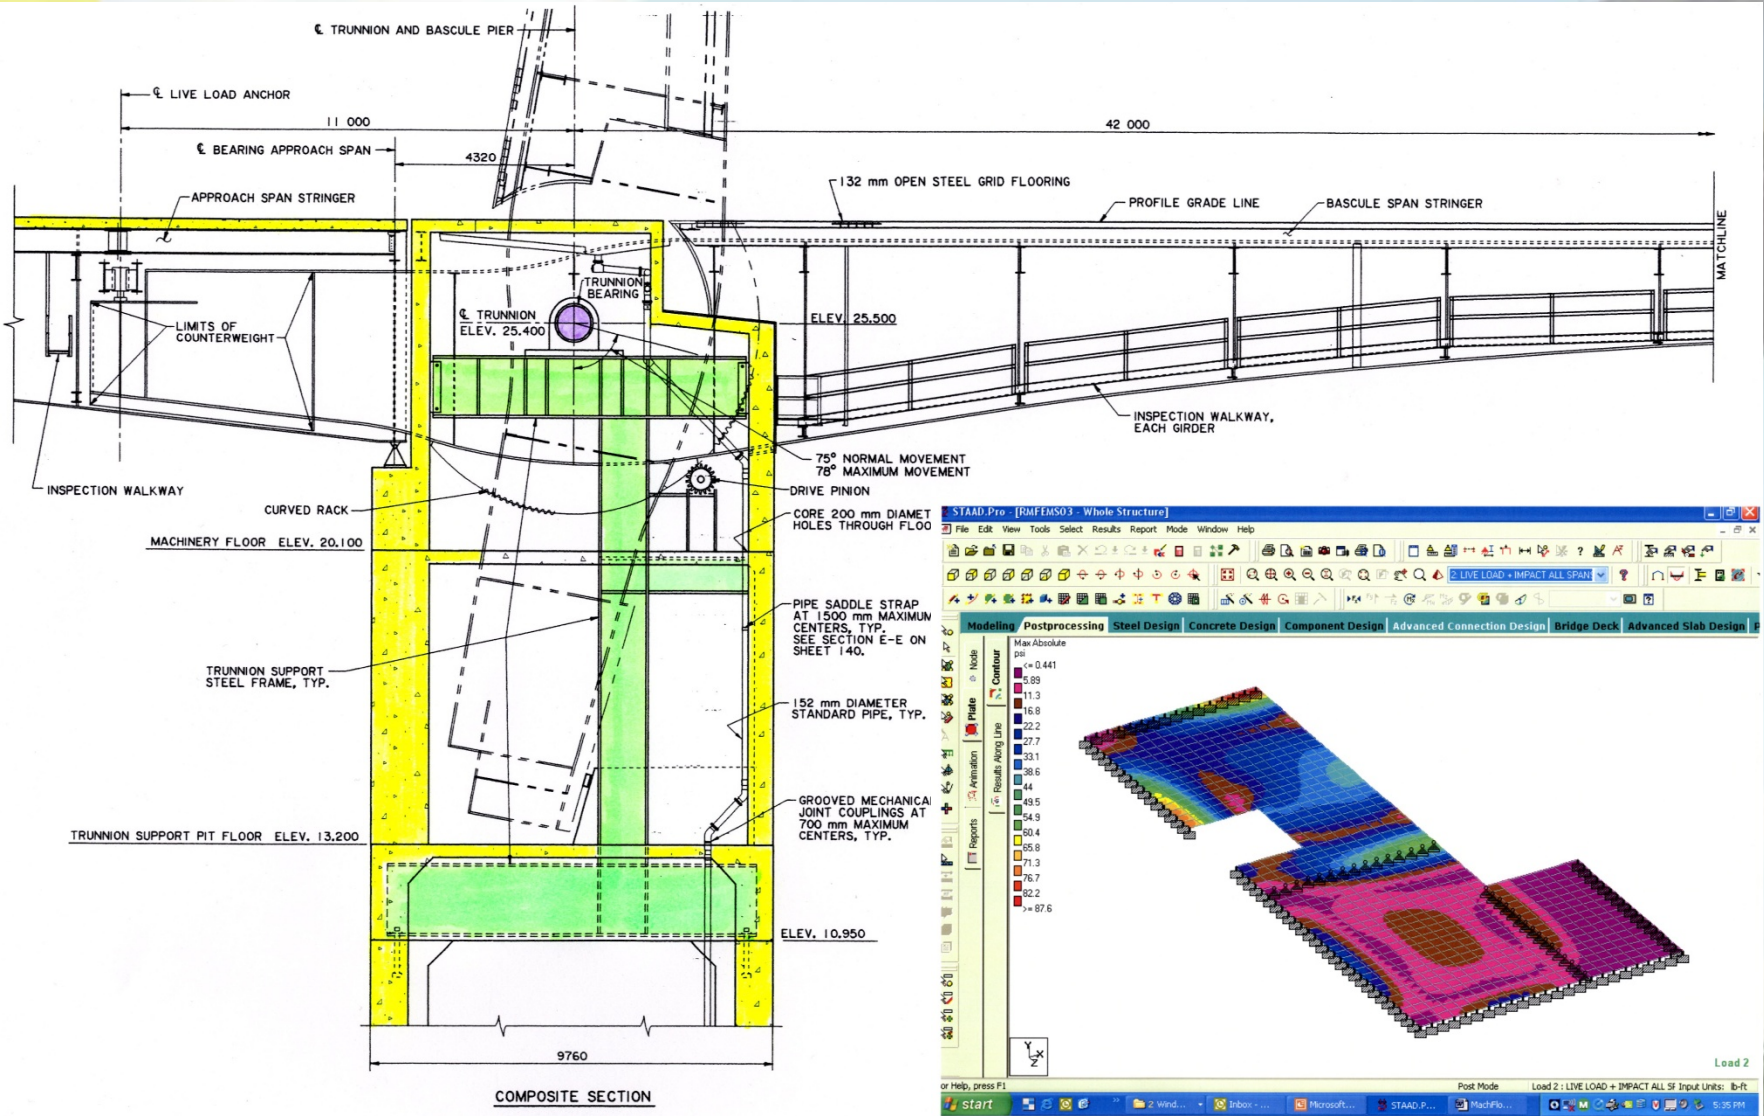 ℄ TRUNNION AND BASCULE PIER
℄ LIVE LOAD ANCHOR
11 000
42 000
℄ BEARING APPROACH SPAN
4320
132 mm OPEN STEEL GRID FLOORING
APPROACH SPAN STRINGER
PROFILE GRADE LINE
BASCULE SPAN STRINGER
MATCHLINE
TRUNNION
BEARING
℄ TRUNNION
ELEV. 25.400
ELEV. 25.500
LIMITS OF
COUNTERWEIGHT
INSPECTION WALKWAY,
EACH GIRDER
75° NORMAL MOVEMENT
78° MAXIMUM MOVEMENT
INSPECTION WALKWAY
DRIVE PINION
CURVED RACK
CORE 200 mm DIAMET
HOLES THROUGH FLOO
MACHINERY FLOOR ELEV. 20.100
PIPE SADDLE STRAP
AT 1500 mm MAXIMUM
CENTERS, TYP.
SEE SECTION E-E ON
SHEET 140.
TRUNNION SUPPORT
STEEL FRAME, TYP.
152 mm DIAMETER
STANDARD PIPE, TYP.
GROOVED MECHANICA
JOINT COUPLINGS AT
700 mm MAXIMUM
CENTERS, TYP.
TRUNNION SUPPORT PIT FLOOR ELEV. 13.200
ELEV. 10.950
9760
COMPOSITE SECTION
STAAD.Pro - [RMFEMS03 - Whole Structure]
File Edit View Tools Select Results Report Mode Window Help
2: LIVE LOAD + IMPACT ALL SPANS
Modeling Postprocessing Steel Design Concrete Design Component Design Advanced Connection Design Bridge Deck Advanced Slab Design P
Node
Plate
Animation
Reports
Contour
Results Along Line
Max Absolute
psi
<= 0.441
5.89
11.3
16.8
22.2
27.7
33.1
38.6
44
49.5
54.9
60.4
65.8
71.3
76.7
82.2
>= 87.6
Y
X
Z
Load 2
or Help, press F1
Post Mode
Load 2 : LIVE LOAD + IMPACT ALL SF
Input Units: lb-ft
start
2 Wind...
Inbox - ...
Microsoft...
STAAD.P...
MachFlo...
5:35 PM